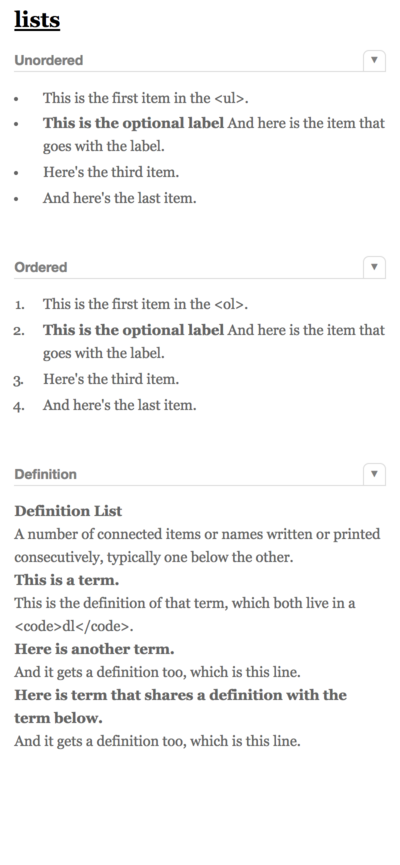 lists
Unordered
▼
• This is the first item in the <ul>.
• This is the optional label And here is the item that
goes with the label.
• Here's the third item.
• And here's the last item.
Ordered
▼
1. This is the first item in the <ol>.
2. This is the optional label And here is the item that
goes with the label.
3. Here's the third item.
4. And here's the last item.
Definition
▼
Definition List
A number of connected items or names written or printed
consecutively, typically one below the other.
This is a term.
This is the definition of that term, which both live in a
<code>dl</code>.
Here is another term.
And it gets a definition too, which is this line.
Here is term that shares a definition with the
term below.
And it gets a definition too, which is this line.